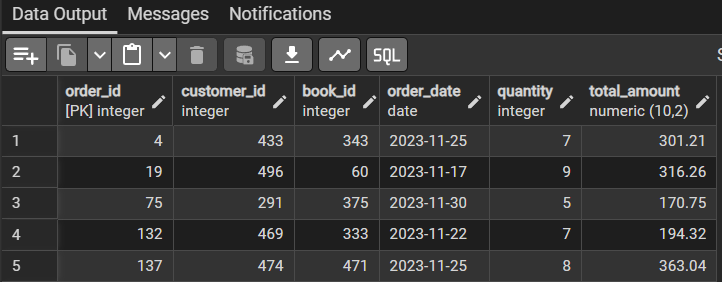 Data Output Messages Notifications
SQL
order_id customer_id book_id order_date quantity total_amount
[PK] integer integer integer date integer numeric (10,2)
1 4 433 343 2023-11-25 7 301.21
2 19 496 60 2023-11-17 9 316.26
3 75 291 375 2023-11-30 5 170.75
4 132 469 333 2023-11-22 7 194.32
5 137 474 471 2023-11-25 8 363.04